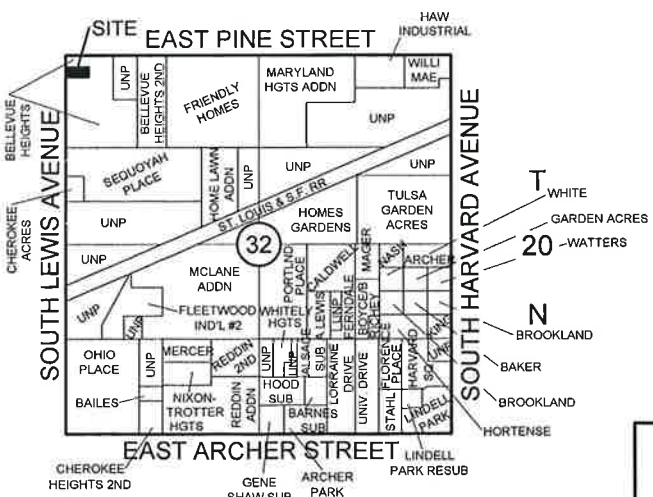 SITE
EAST PINE STREET
HAW
INDUSTRIAL
BELLEVUE
HEIGHTS
UNP
BELLEVUE
HEIGHTS 2ND
FRIENDLY
HOMES
MARYLAND
HGTS ADDN
WILLI
MAE
UNP
SOUTH LEWIS AVENUE
SOUTH HARVARD AVENUE
SEQUOYAH
PLACE
HOME LAWN
ADDN
UNP
UNP
UNP
CHEROKEE
ACRES
UNP
ST. LOUIS & S.F. RR
HOMES
GARDENS
TULSA
GARDEN
ACRES
T
WHITE
GARDEN ACRES
20
WATTERS
N
32
UNP
MCLANE
ADDN
PORTLND
PLACE
CALDWELL
MAGER
NASH
ARCHER
UNP
UNP
FLEETWOOD
IND'L #2
WHITELY
HGTS
A LEWIS
SUB
UNP
FERNDALE
BOYCE/B
RICHEY
KING
UNP
BROOKLAND
BAKER
BROOKLAND
HORTENSE
OHIO
PLACE
UNP
MERCER
REDDIN
2ND
UNP
UNP
ALSACE
LORRAINE
DRIVE
UNIV. DRIVE
FLORENCE
PLACE
HARVARD
SQ
BAILES
NIXON-
TROTTER
HGTS
REDDIN
ADDN
HOOD
SUB
BARNES
SUB
STAHL
LINDELL
PARK
EAST ARCHER STREET
CHEROKEE
HEIGHTS 2ND
GENE
SHAW SUB
ARCHER
PARK
LINDELL
PARK RESUB